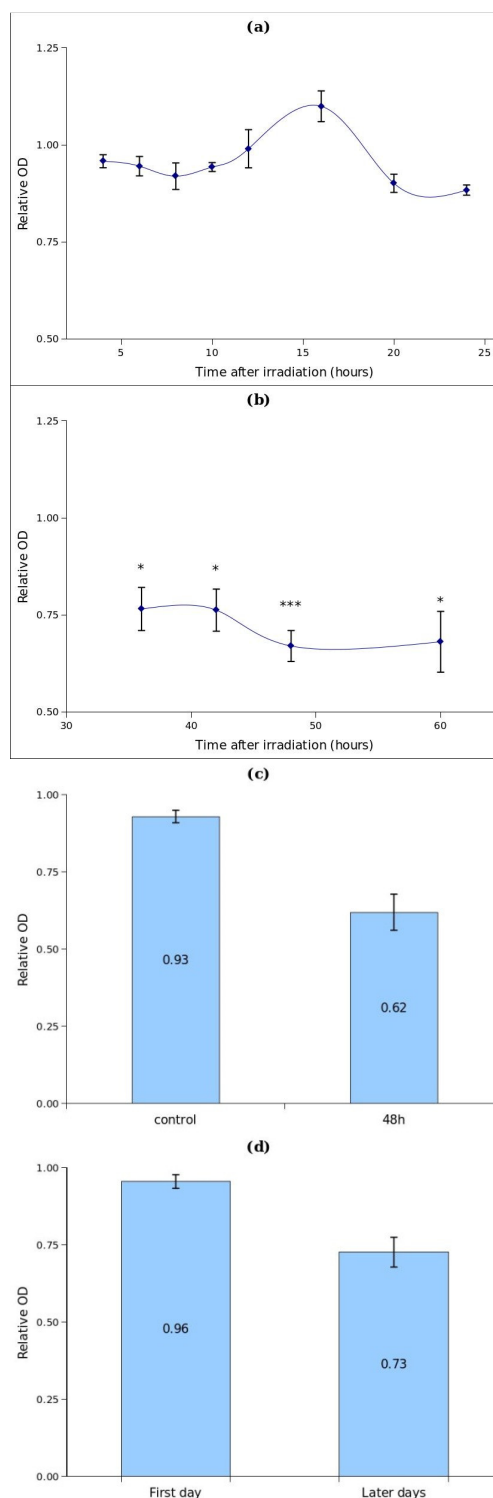 (a)
1.25
1.00
0.75
0.50
Relative OD
5 10 15 20 25
Time after irradiation (hours)
(b)
1.25
1.00
0.75
0.50
Relative OD
* * *** *
30 40 50 60
Time after irradiation (hours)
(c)
1.00
0.75
0.50
0.25
0.00
Relative OD
0.93 0.62
control 48h
(d)
1.00
0.75
0.50
0.25
0.00
Relative OD
0.96 0.73
First day Later days